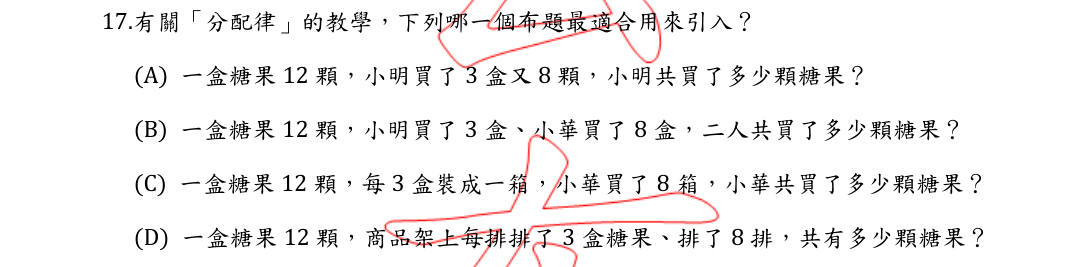 17.有關「分配律」的教學，下列哪一個布題最適合用來引入？
(A) 一盒糖果 12 顆，小明買了 3 盒又 8 顆，小明共買了多少顆糖果？
(B) 一盒糖果 12 顆，小明買了 3 盒、小華買了 8 盒，二人共買了多少顆糖果？
(C) 一盒糖果 12 顆，每 3 盒裝成一箱，小華買了 8 箱，小華共買了多少顆糖果？
(D) 一盒糖果 12 顆，商品架上每排排了 3 盒糖果、排了 8 排，共有多少顆糖果？